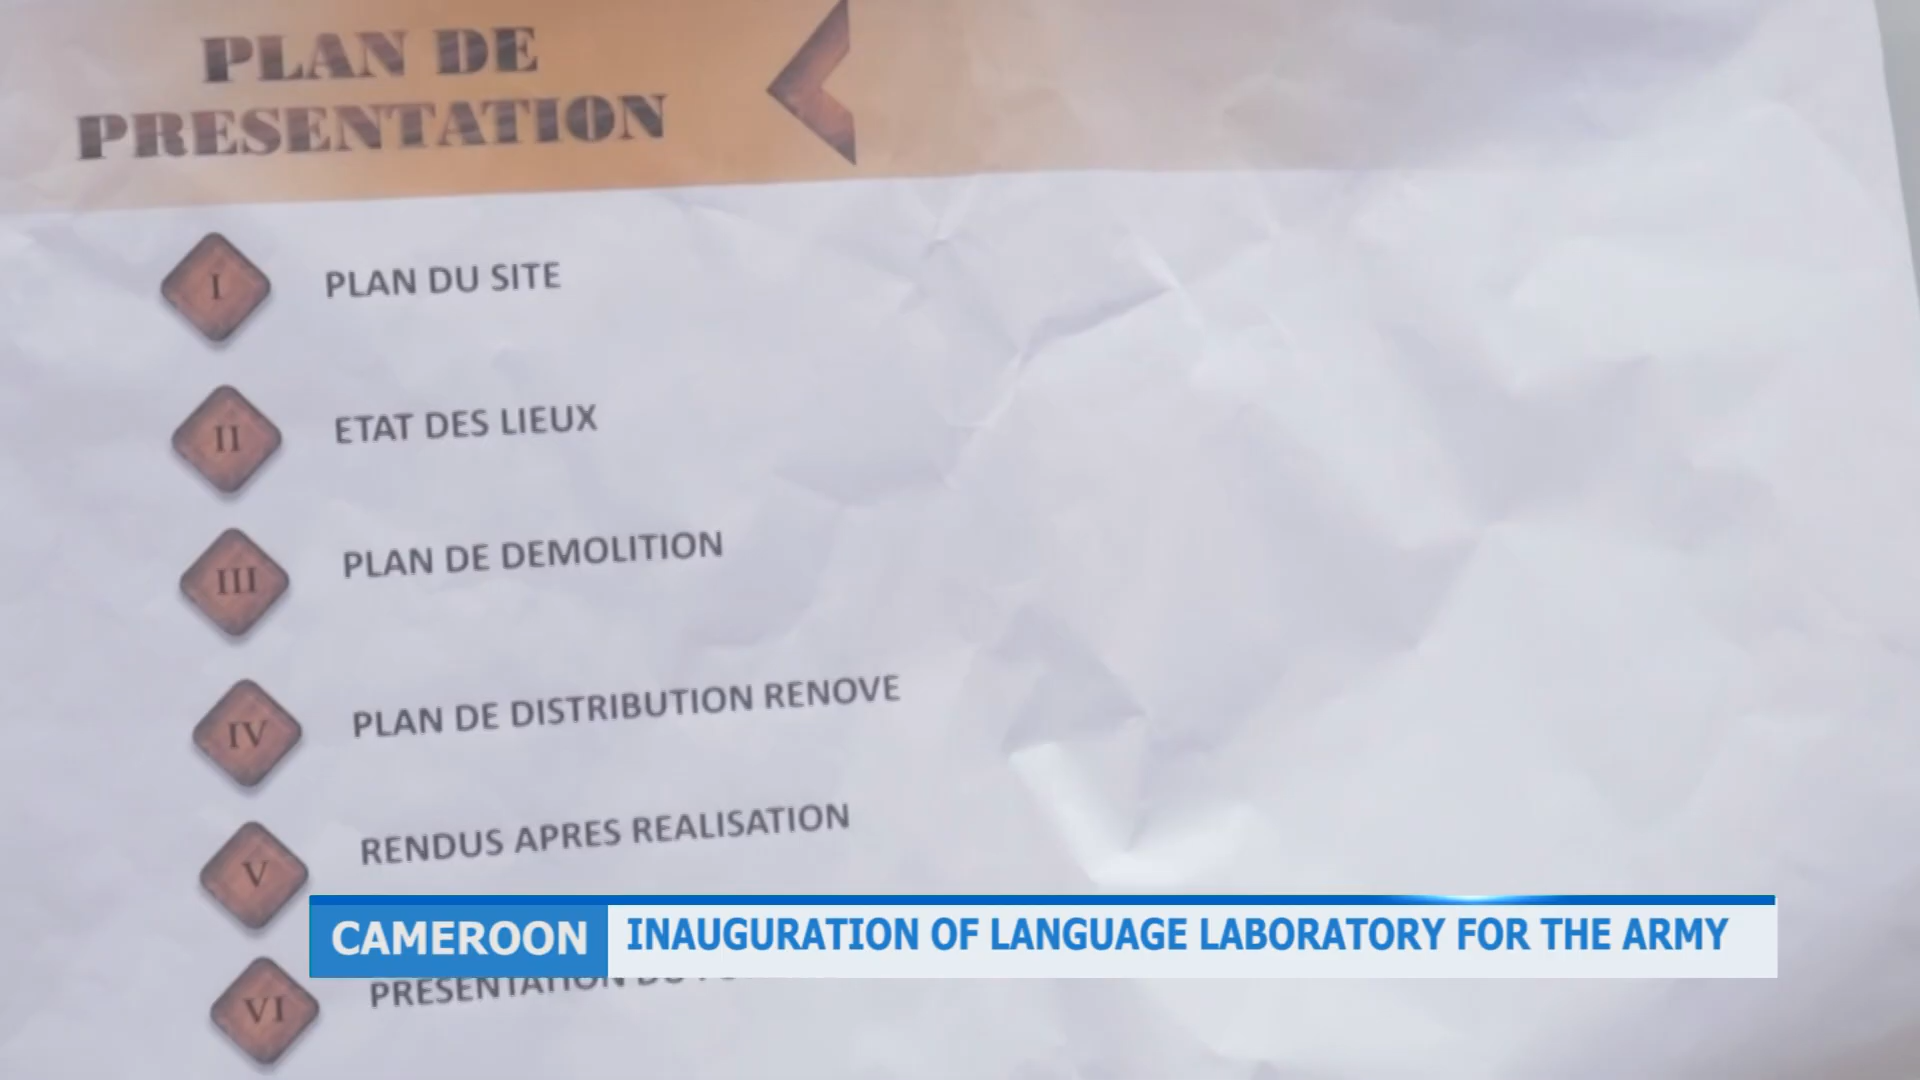 PLAN DE
PRESENTATION
I PLAN DU SITE
II ETAT DES LIEUX
III PLAN DE DEMOLITION
IV PLAN DE DISTRIBUTION RENOVE
V RENDUS APRES REALISATION
CAMEROON INAUGURATION OF LANGUAGE LABORATORY FOR THE ARMY
VI PRESENTATION DU